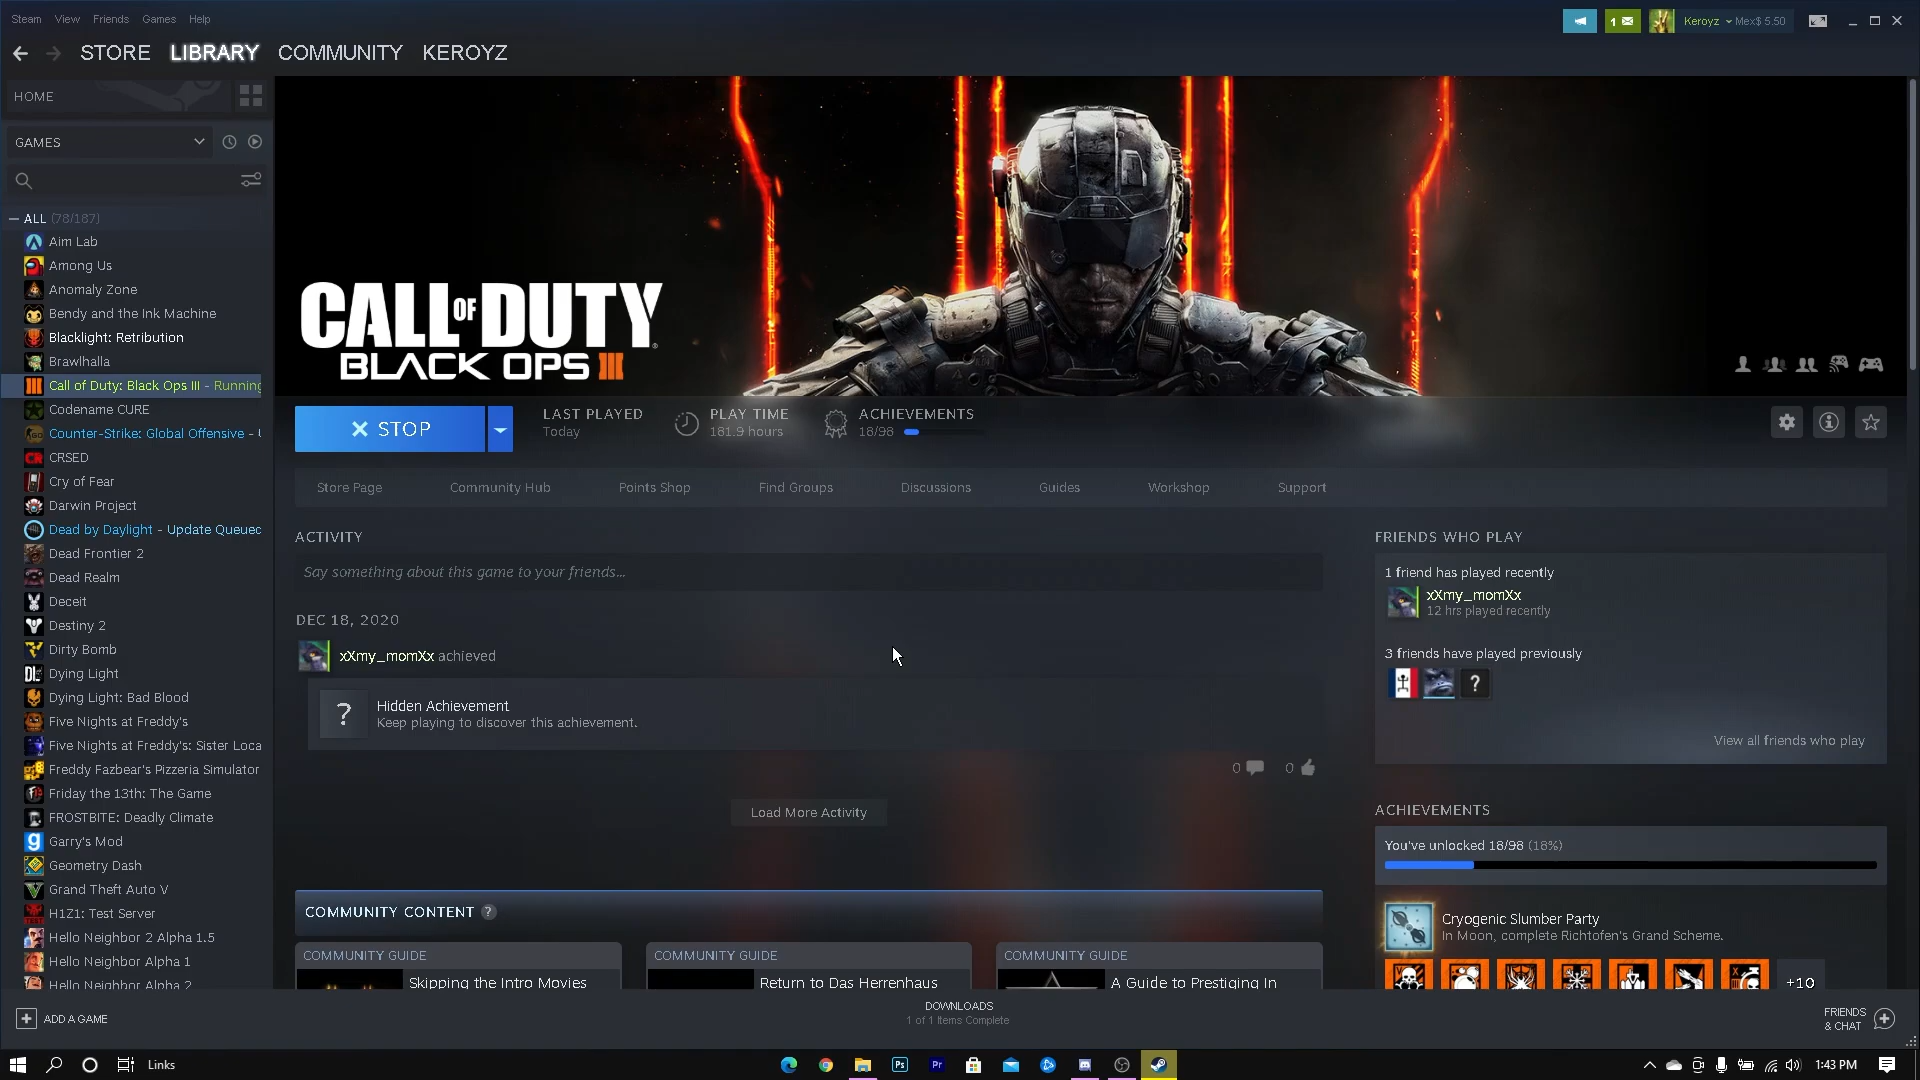 Steam View Friends Games Help
1
Keroyz Mex$ 5.50
STORE LIBRARY COMMUNITY KEROYZ
HOME
GAMES
ALL (78/187)
Aim Lab
Among Us
Anomaly Zone
Bendy and the Ink Machine
Blacklight: Retribution
Brawlhalla
Call of Duty: Black Ops III - Running
Codename CURE
Counter-Strike: Global Offensive - U
CRSED
Cry of Fear
Darwin Project
Dead by Daylight - Update Queued
Dead Frontier 2
Dead Realm
Deceit
Destiny 2
Dirty Bomb
Dying Light
Dying Light: Bad Blood
Five Nights at Freddy's
Five Nights at Freddy's: Sister Loca
Freddy Fazbear's Pizzeria Simulator
Friday the 13th: The Game
FROSTBITE: Deadly Climate
Garry's Mod
Geometry Dash
Grand Theft Auto V
H1Z1: Test Server
Hello Neighbor 2 Alpha 1.5
Hello Neighbor Alpha 1
Hello Neighbor Alpha 2
ADD A GAME
CALL OF DUTY
BLACK OPS III
STOP
LAST PLAYED
Today
PLAY TIME
181.9 hours
ACHIEVEMENTS
18/98
Store Page Community Hub Points Shop Find Groups Discussions Guides Workshop Support
ACTIVITY
Say something about this game to your friends...
DEC 18, 2020
xXmy_momXx achieved
?
Hidden Achievement
Keep playing to discover this achievement.
0 0
Load More Activity
COMMUNITY CONTENT ?
COMMUNITY GUIDE
Skipping the Intro Movies
COMMUNITY GUIDE
Return to Das Herrenhaus
COMMUNITY GUIDE
A Guide to Prestiging In
FRIENDS WHO PLAY
1 friend has played recently
xXmy_momXx
12 hrs played recently
3 friends have played previously
?
View all friends who play
ACHIEVEMENTS
You've unlocked 18/98 (18%)
Cryogenic Slumber Party
In Moon, complete Richtofen's Grand Scheme.
+10
DOWNLOADS
1 of 1 Items Complete
FRIENDS
& CHAT
Links
Ps
Pr
1:43 PM